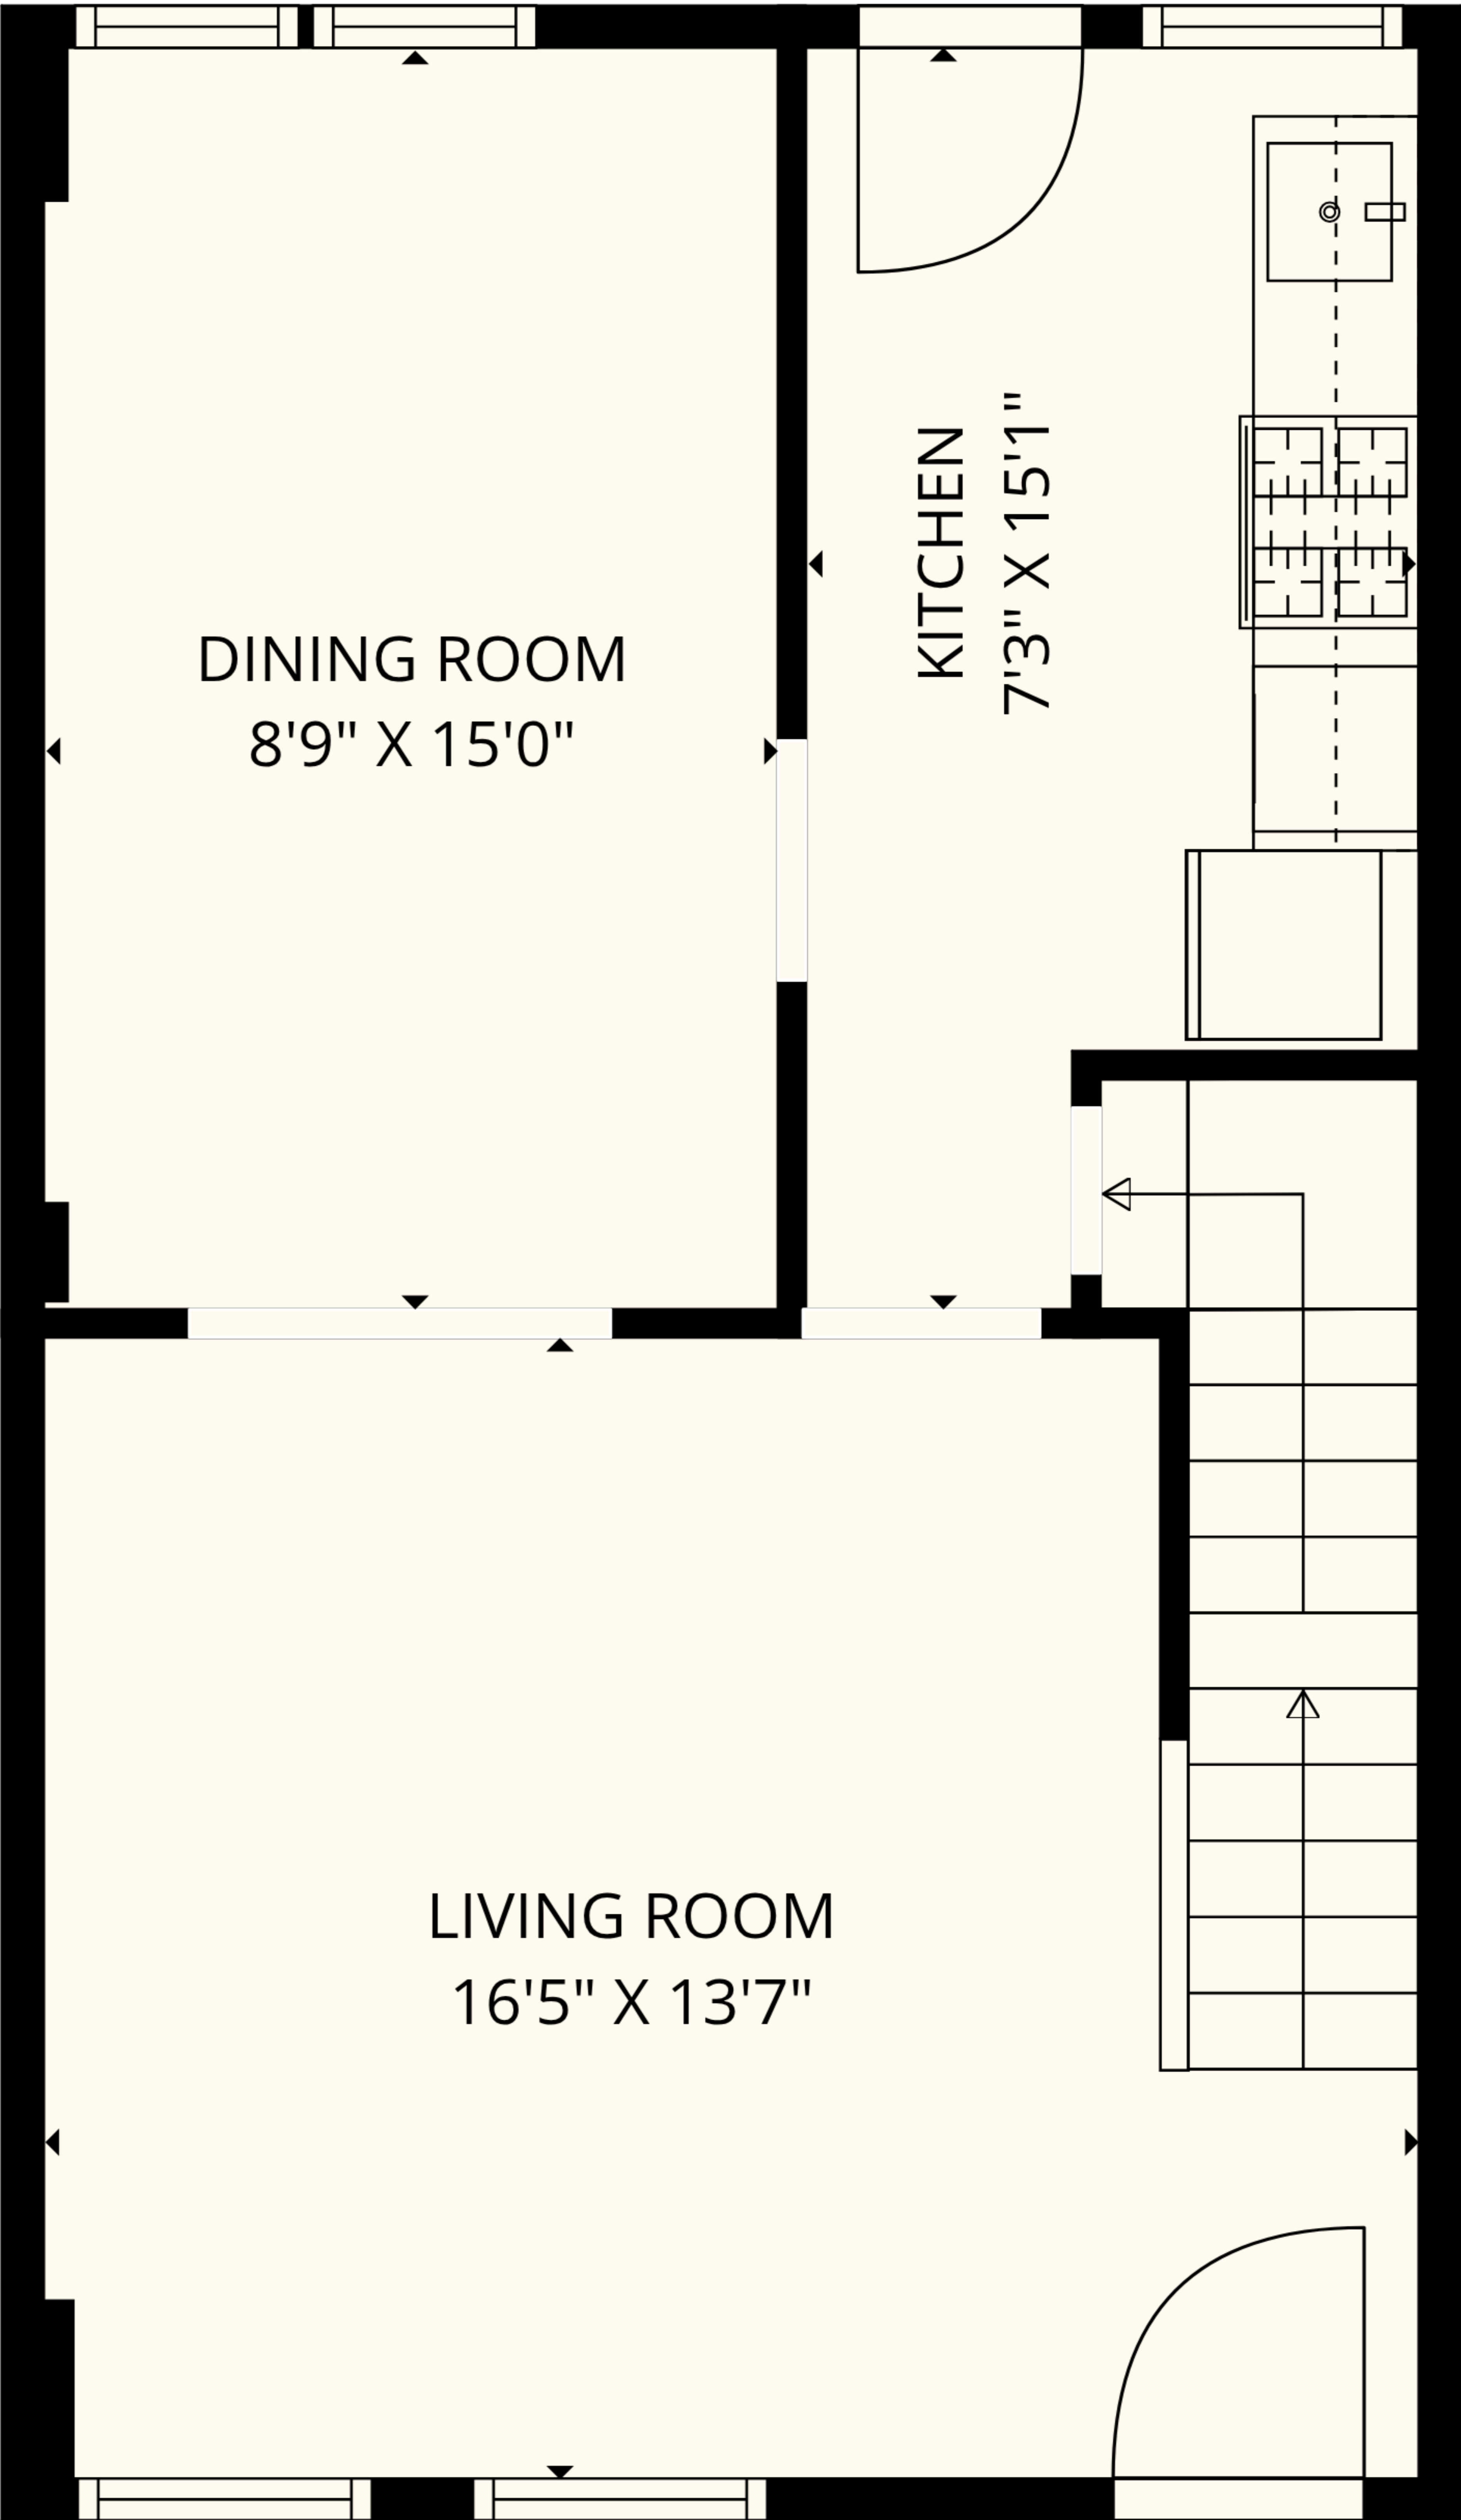 DINING ROOM
8'9" X 15'0"
KITCHEN
7'3" X 15'1"
LIVING ROOM
16'5" X 13'7"